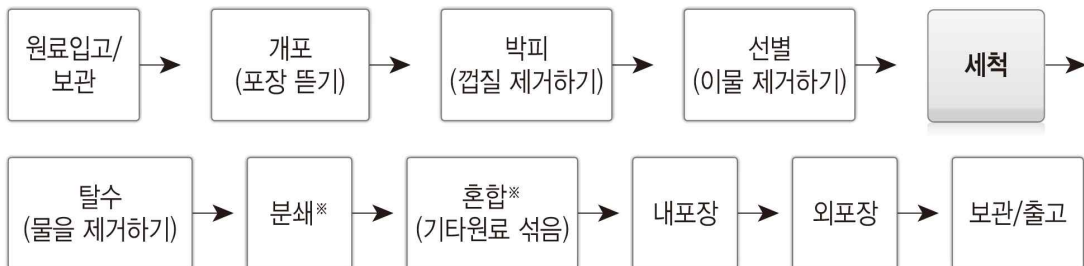 원료입고/
보관
개포
(포장 뜯기)
박피
(껍질 제거하기)
선별
(이물 제거하기)
세척
탈수
(물을 제거하기)
분쇄※
혼합※
(기타원료 섞음)
내포장
외포장
보관/출고